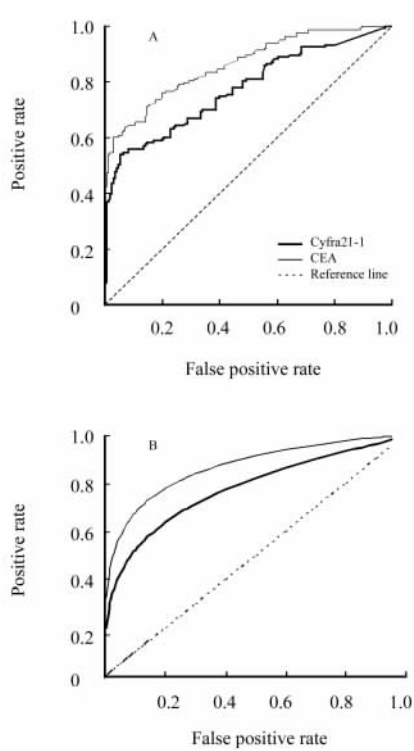 1.0
A
0.8
0.6
0.4
0.2
0
Positive rate
Cyfra21-1
CEA
Reference line
0.2 0.4 0.6 0.8 1.0
False positive rate
1.0
B
0.8
0.6
0.4
0.2
0
Positive rate
0.2 0.4 0.6 0.8 1.0
False positive rate